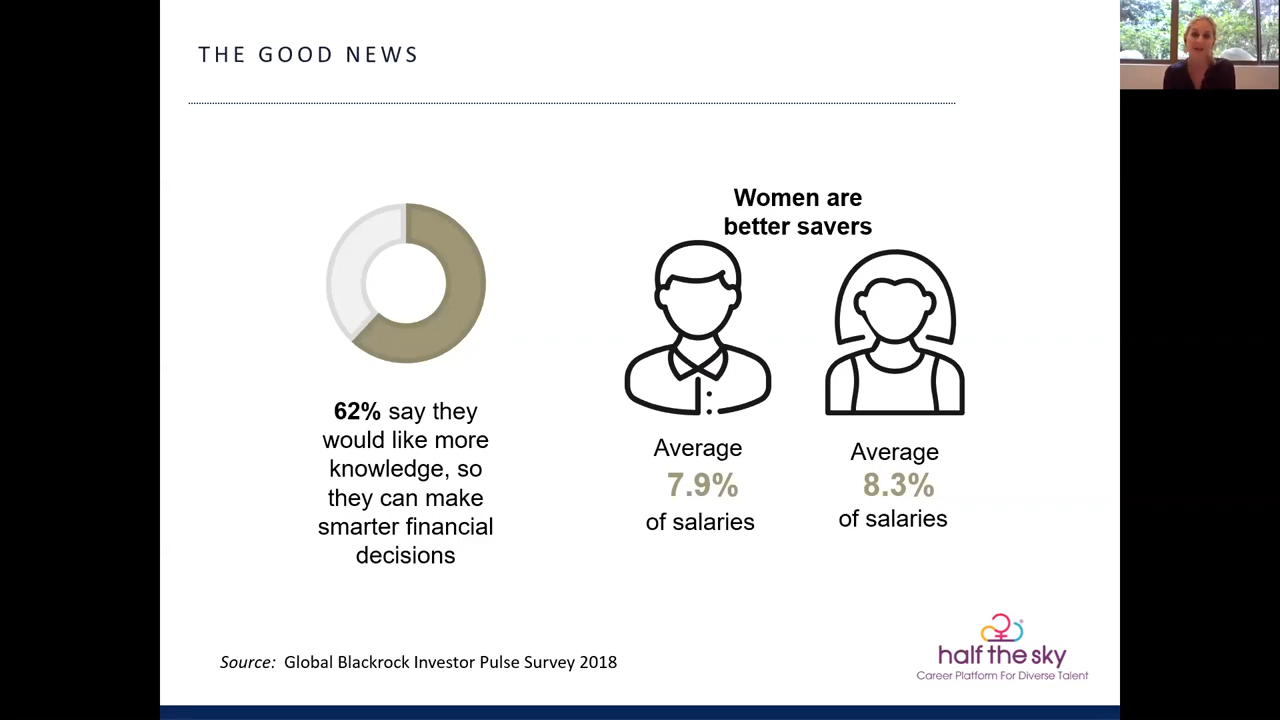 THE GOOD NEWS
62% say they
would like more
knowledge, so
they can make
smarter financial
decisions
Women are
better savers
Average
7.9%
of salaries
Average
8.3%
of salaries
Source: Global Blackrock Investor Pulse Survey 2018
half the sky
Career Platform For Diverse Talent